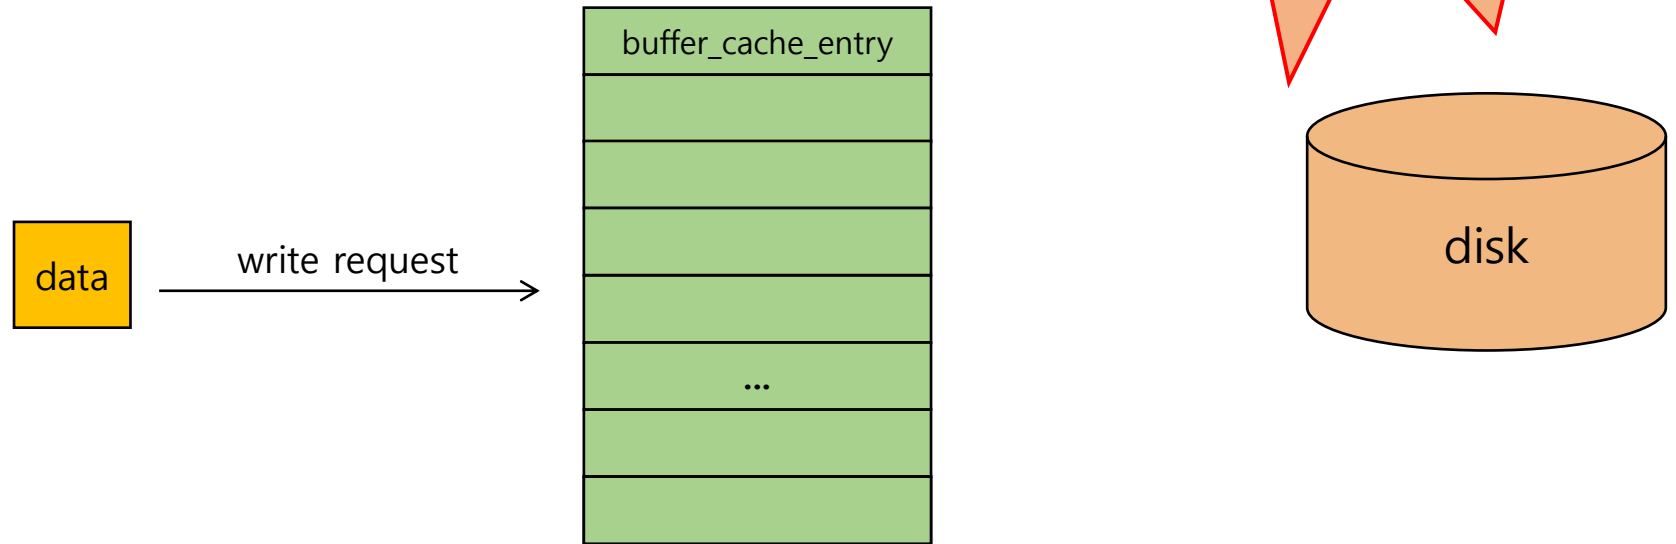 buffer_cache_entry
data
write request
disk
...